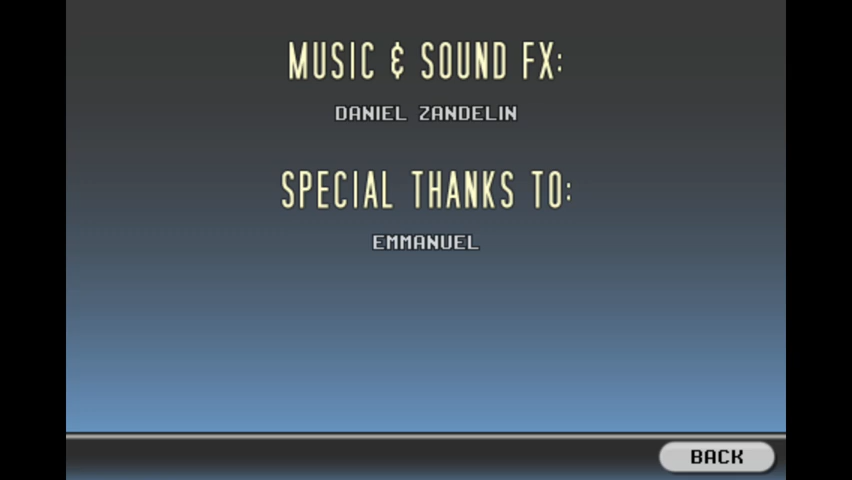 MUSIC & SOUND FX:
DANIEL ZANDELIN
SPECIAL THANKS TO:
EMMANUEL
BACK